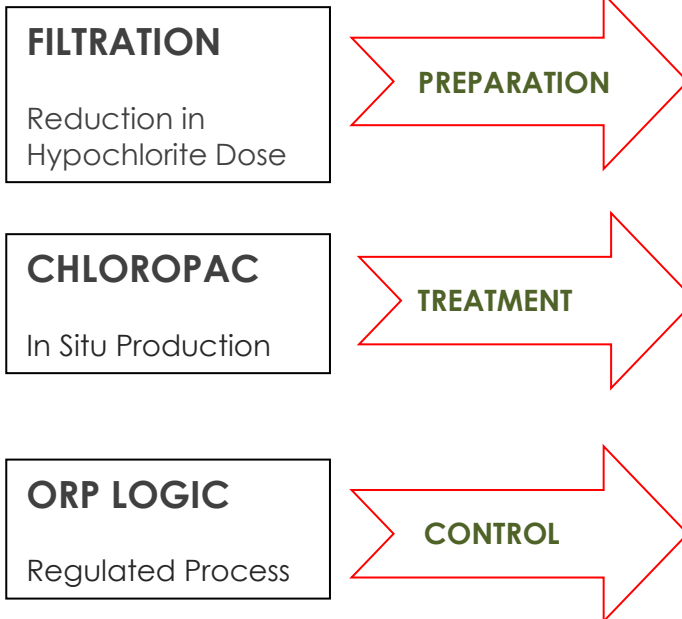 FILTRATION
Reduction in
Hypochlorite Dose
PREPARATION
CHLOROPAC
In Situ Production
TREATMENT
ORP LOGIC
Regulated Process
CONTROL